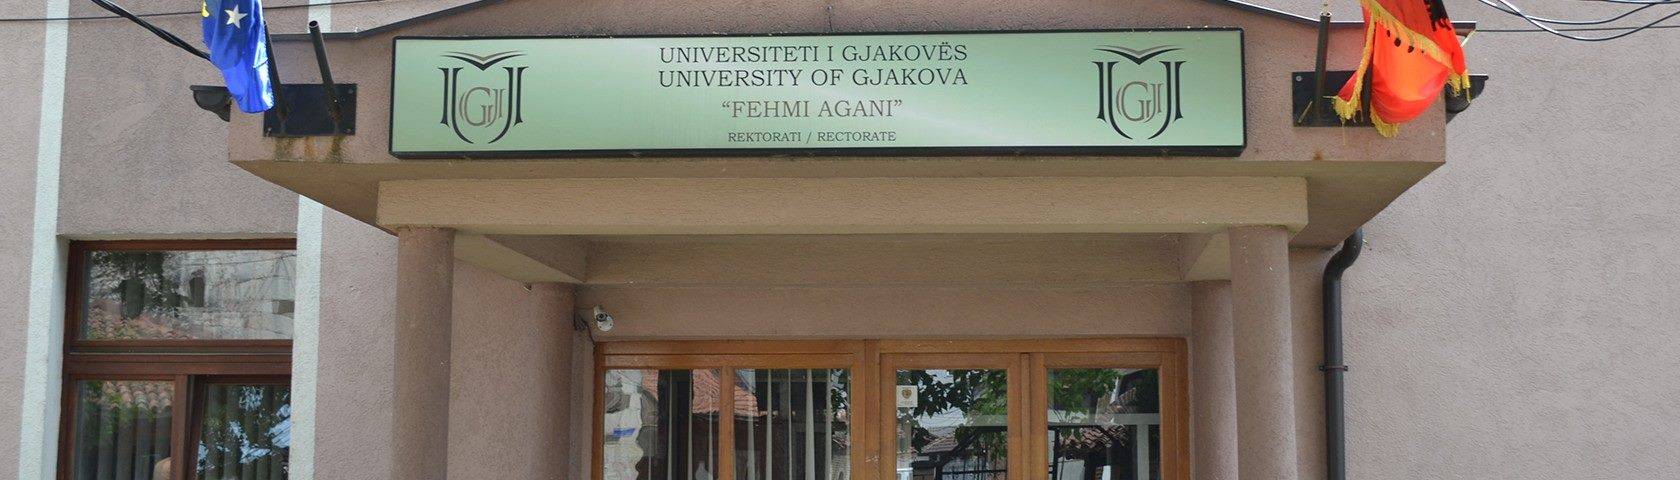 UNIVERSITETI I GJAKOVËS
UNIVERSITY OF GJAKOVA
“FEHMI AGANI”
REKTORATI / RECTORATE